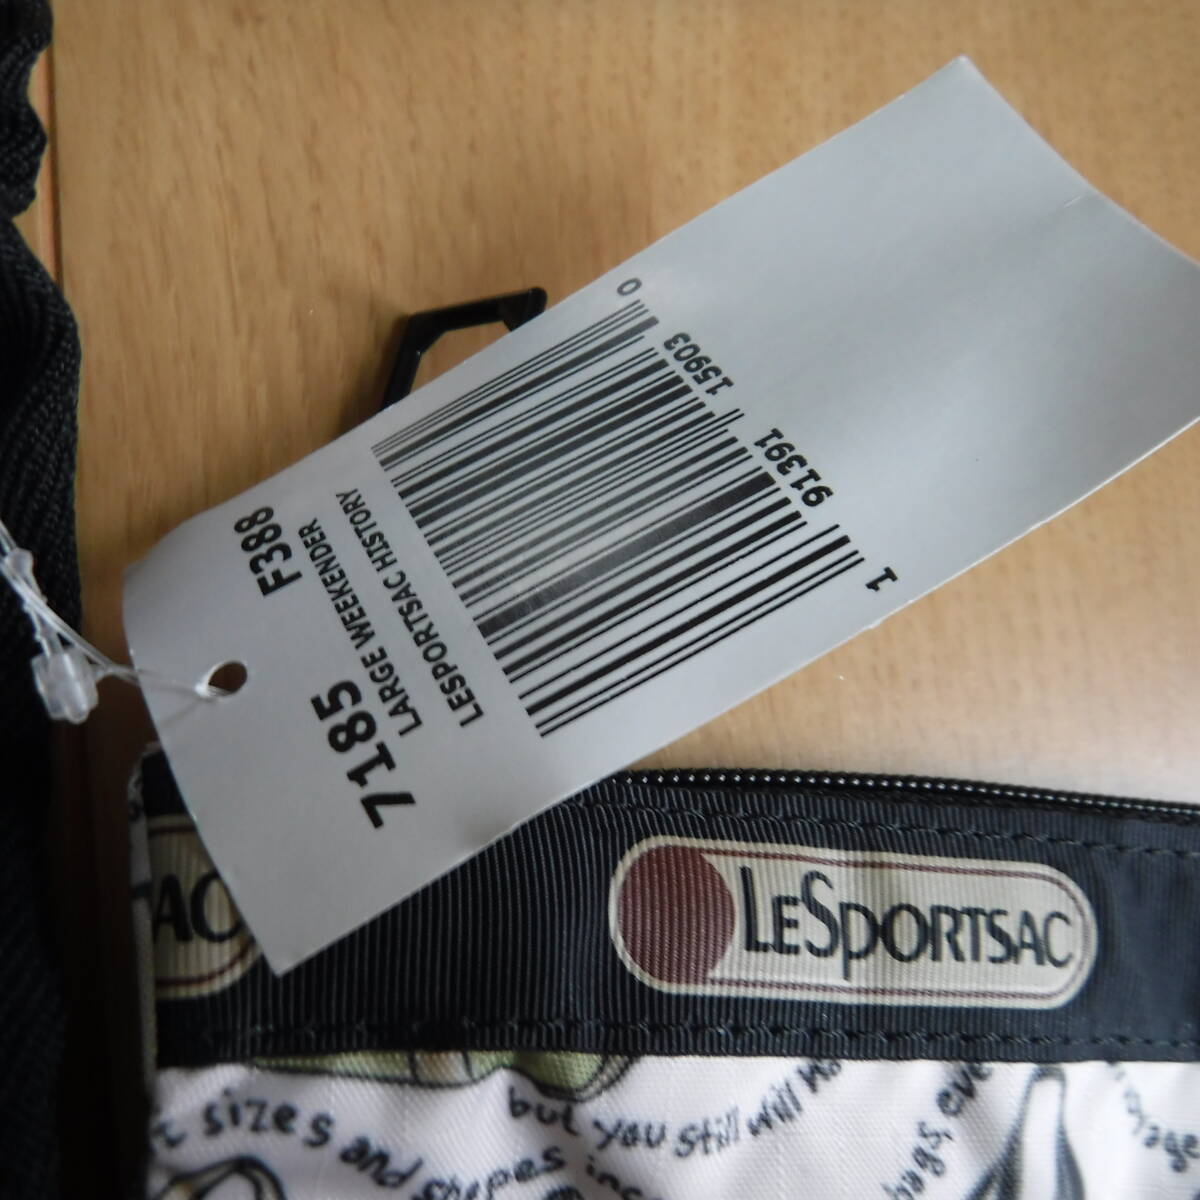 7185 F388
LARGE WEEKENDER
LESPORTSAC HISTORY
1 91391 15903 0
LESPORTSAC
AC
sizes and shapes
but you still will
bags,